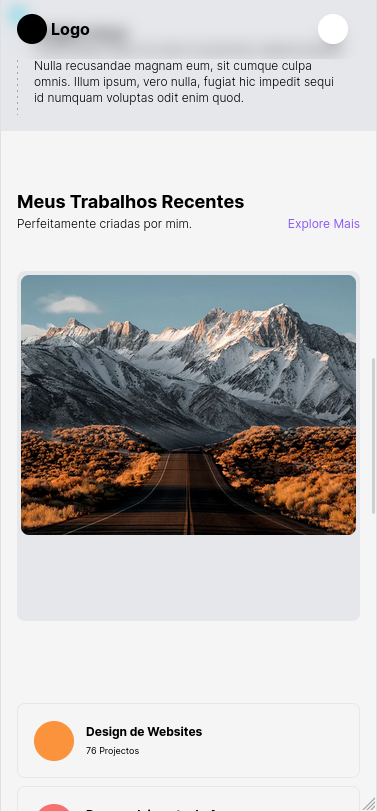 Logo
Nulla recusandae magnam eum, sit cumque culpa
omnis. Illum ipsum, vero nulla, fugiat hic impedit sequi
id numquam voluptas odit enim quod.
Meus Trabalhos Recentes
Perfeitamente criadas por mim.
Explore Mais
Design de Websites
76 Projectos